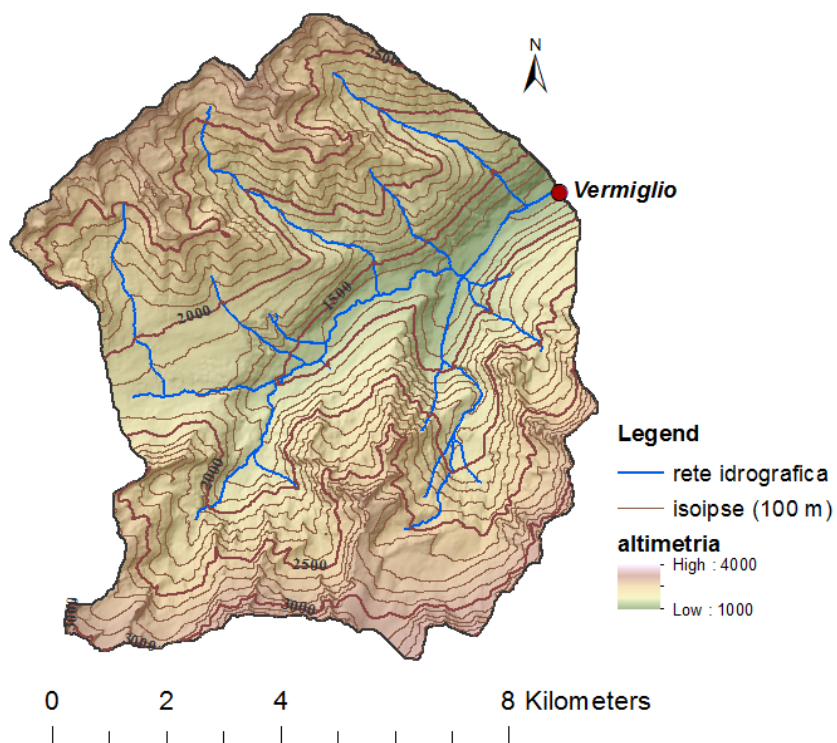 N
2500
Vermiglio
2000
1500
2000
2500
3000
3000
3000
Legend
rete idrografica
isoipse (100 m)
altimetria
High : 4000
Low : 1000
0 2 4 8 Kilometers